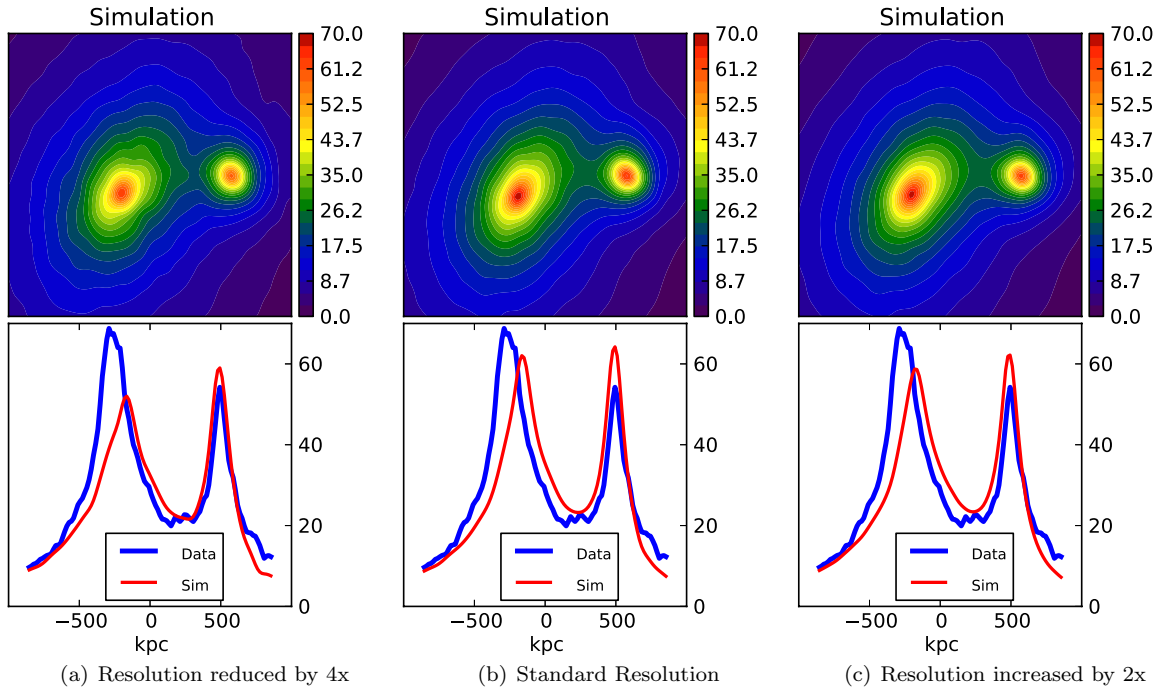 Simulation
70.0
61.2
52.5
43.7
35.0
26.2
17.5
8.7
0.0
60
40
20
0
Data
Sim
−500 0 500
kpc
(a) Resolution reduced by 4x
Simulation
70.0
61.2
52.5
43.7
35.0
26.2
17.5
8.7
0.0
60
40
20
0
Data
Sim
−500 0 500
kpc
(b) Standard Resolution
Simulation
70.0
61.2
52.5
43.7
35.0
26.2
17.5
8.7
0.0
60
40
20
0
Data
Sim
−500 0 500
kpc
(c) Resolution increased by 2x